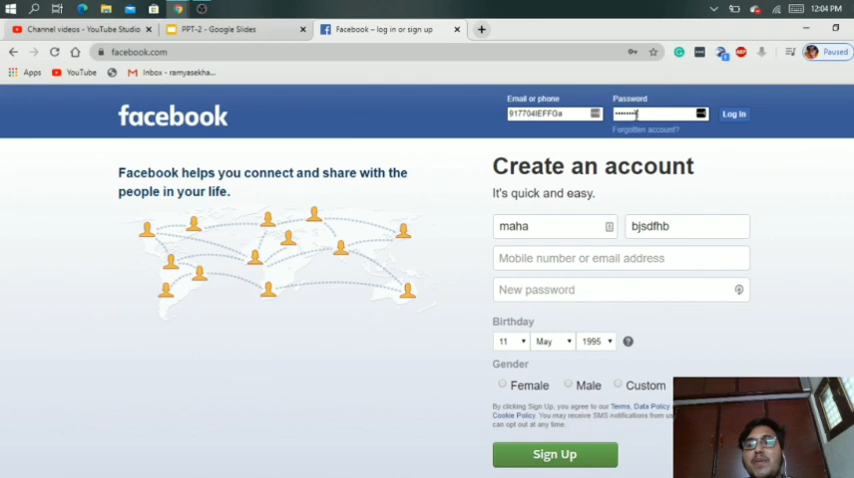 12:04 PM
Channel videos - YouTube Studio
PPT-2 - Google Slides
Facebook – log in or sign up
facebook.com
Paused
Apps
YouTube
Inbox - ramyasekha...
Email or phone
Password
facebook
Log In
Forgotten account?
Facebook helps you connect and share with the
people in your life.
Create an account
It's quick and easy.
maha
bjsdfhb
Mobile number or email address
New password
Birthday
11
May
1995
Gender
Female
Male
Custom
By clicking Sign Up, you agree to our Terms, Data Policy
Cookie Policy. You may receive SMS notifications from us
can opt out at any time.
Sign Up